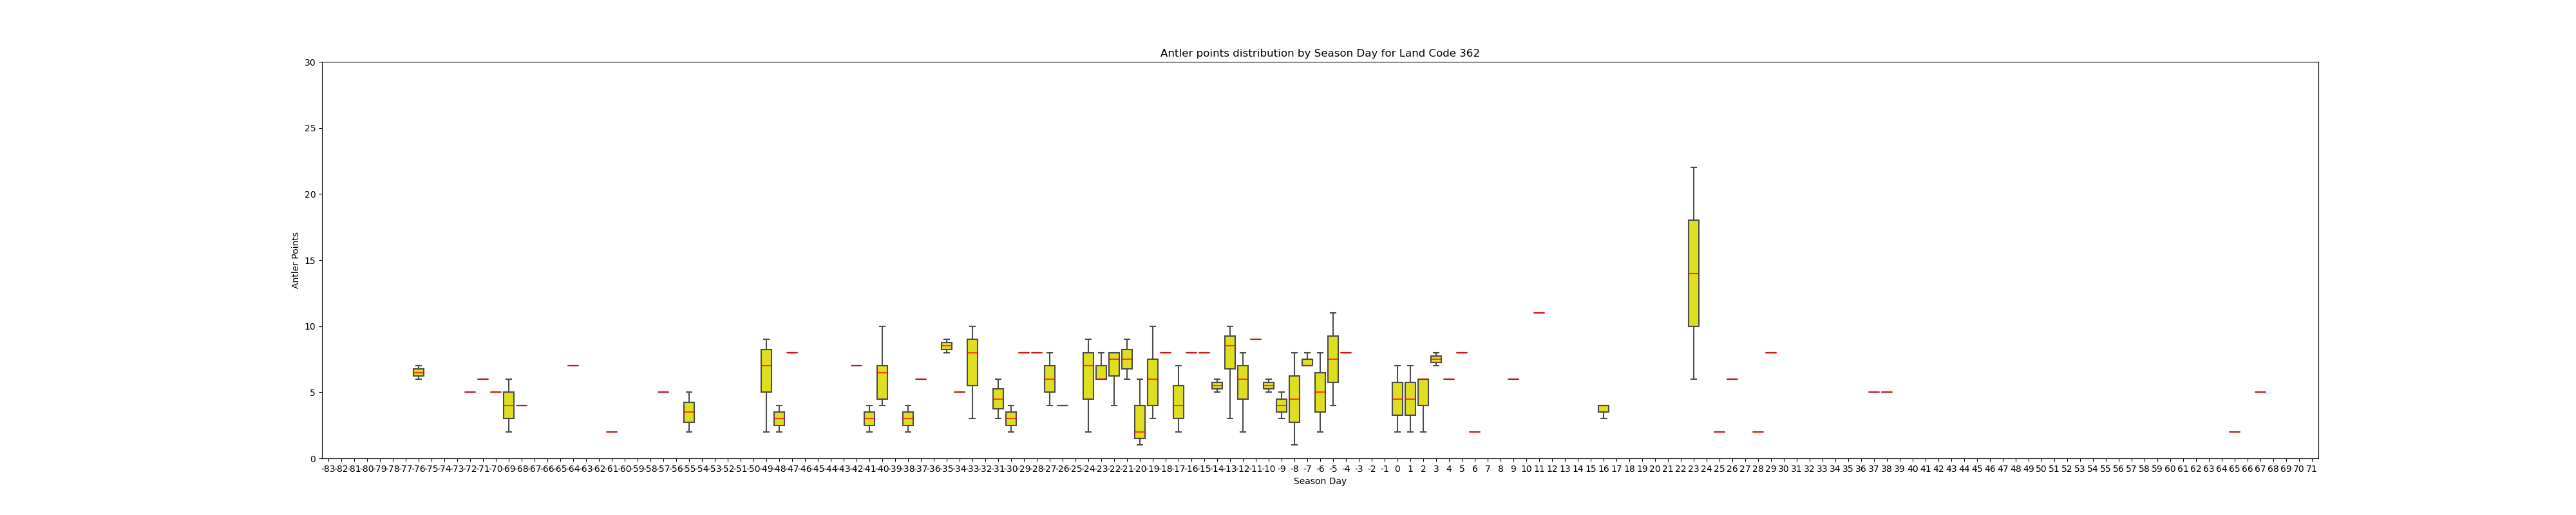 Antler points distribution by Season Day for Land Code 362
30
25
20
15
10
5
0
Antler Points
-83-82-81-80-79-78-77-76-75-74-73-72-71-70-69-68-67-66-65-64-63-62-61-60-59-58-57-56-55-54-53-52-51-50-49-48-47-46-45-44-43-42-41-40-39-38-37-36-35-34-33-32-31-30-29-28-27-26-25-24-23-22-21-20-19-18-17-16-15-14-13-12-11-10 -9 -8 -7 -6 -5 -4 -3 -2 -1 0 1 2 3 4 5 6 7 8 9 10 11 12 13 14 15 16 17 18 19 20 21 22 23 24 25 26 27 28 29 30 31 32 33 34 35 36 37 38 39 40 41 42 43 44 45 46 47 48 49 50 51 52 53 54 55 56 57 58 59 60 61 62 63 64 65 66 67 68 69 70 71
Season Day